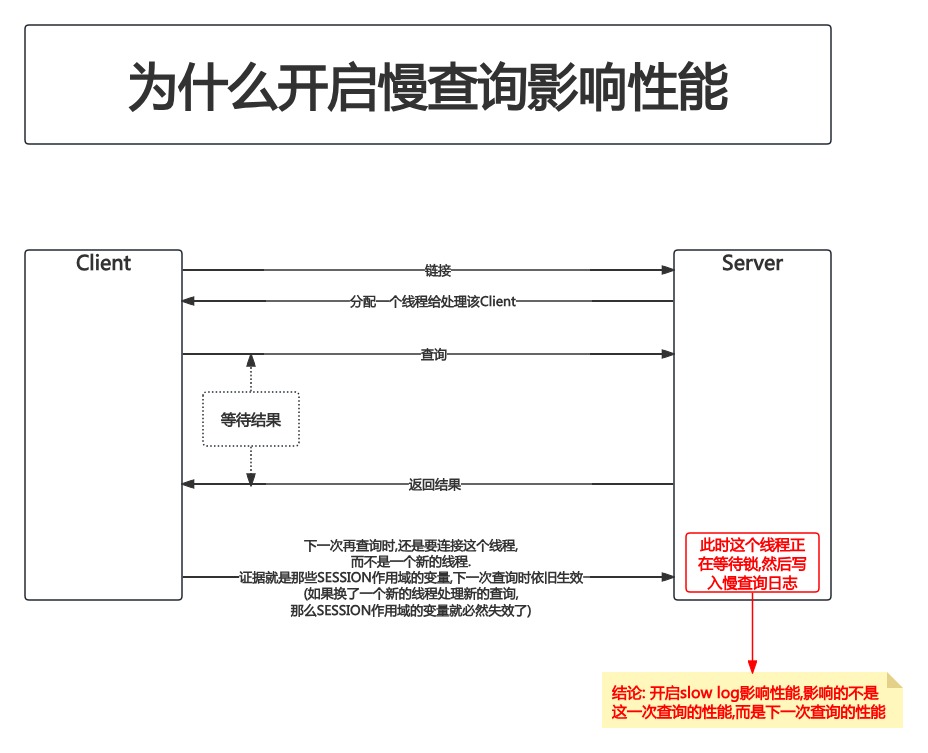 为什么开启慢查询影响性能
Client
Server
链接
分配一个线程给处理该Client
查询
等待结果
返回结果
下一次再查询时,还是要连接这个线程,
而不是一个新的线程.
证据就是那些SESSION作用域的变量,下一次查询时依旧生效
(如果换了一个新的线程处理新的查询,
那么SESSION作用域的变量就必然失效了)
此时这个线程正
在等待锁,然后写
入慢查询日志
结论: 开启slow log影响性能,影响的不是
这一次查询的性能,而是下一次查询的性能